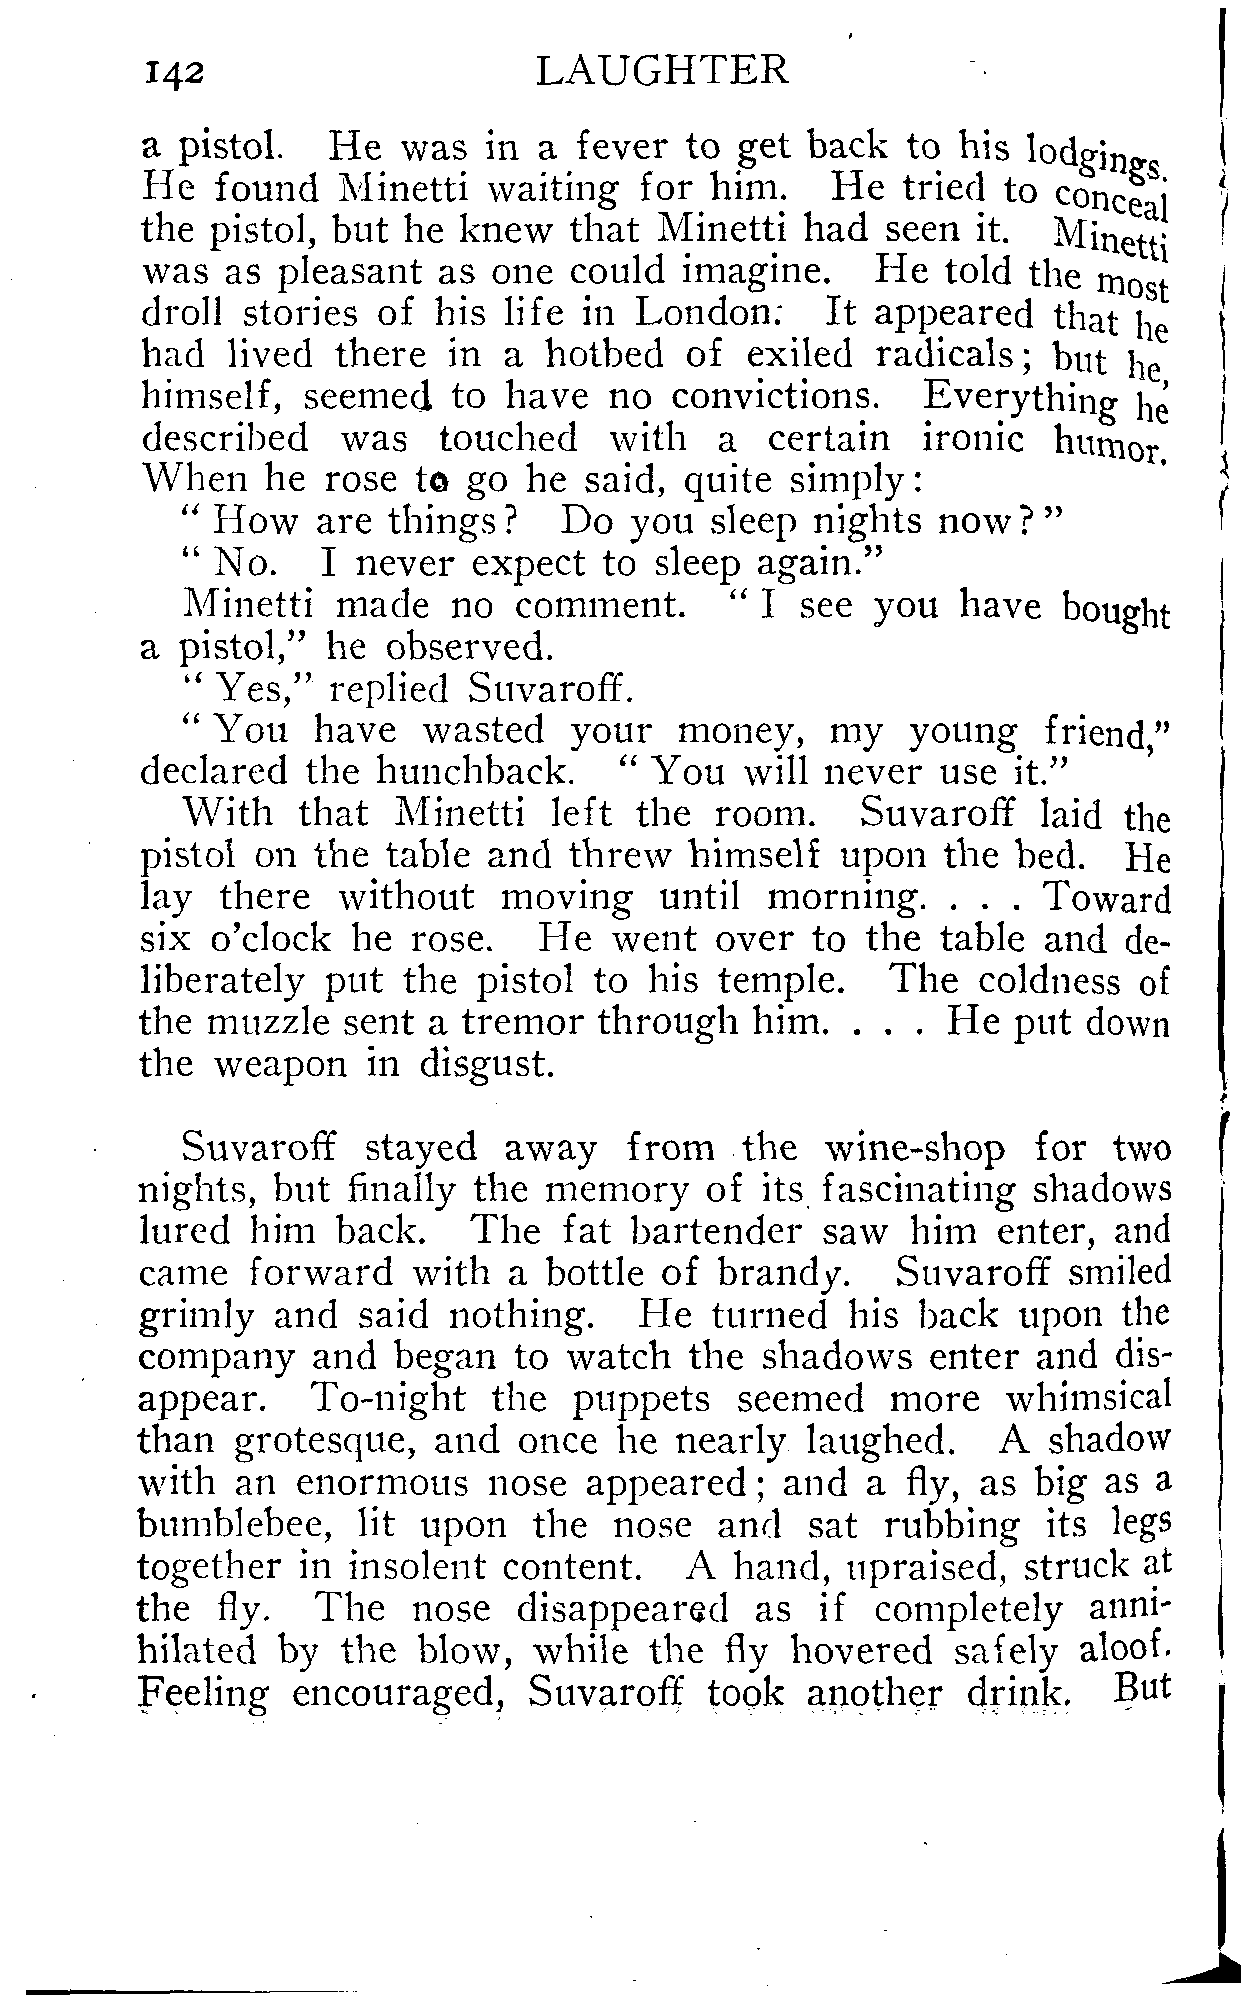 142 LAUGHTER
a pistol. He was in a fever to get back to his lodgings.
He found Minetti waiting for him. He tried to conceal
the pistol, but he knew that Minetti had seen it. Minetti
was as pleasant as one could imagine. He told the most
droll stories of his life in London: It appeared that he
had lived there in a hotbed of exiled radicals; but he,
himself, seemed to have no convictions. Everything he
described was touched with a certain ironic humor.
When he rose to go he said, quite simply:
" How are things? Do you sleep nights now? "
" No. I never expect to sleep again."
Minetti made no comment. " I see you have bought
a pistol," he observed.
" Yes," replied Suvaroff.
" You have wasted your money, my young friend,"
declared the hunchback. " You will never use it."
With that Minetti left the room. Suvaroff laid the
pistol on the table and threw himself upon the bed. He
lay there without moving until morning. . . . Toward
six o'clock he rose. He went over to the table and de-
liberately put the pistol to his temple. The coldness of
the muzzle sent a tremor through him. . . . He put down
the weapon in disgust.
Suvaroff stayed away from the wine-shop for two
nights, but finally the memory of its fascinating shadows
lured him back. The fat bartender saw him enter, and
came forward with a bottle of brandy. Suvaroff smiled
grimly and said nothing. He turned his back upon the
company and began to watch the shadows enter and dis-
appear. To-night the puppets seemed more whimsical
than grotesque, and once he nearly laughed. A shadow
with an enormous nose appeared; and a fly, as big as a
bumblebee, lit upon the nose and sat rubbing its legs
together in insolent content. A hand, upraised, struck at
the fly. The nose disappeared as if completely anni-
hilated by the blow, while the fly hovered safely aloof.
Feeling encouraged, Suvaroff took another drink. But